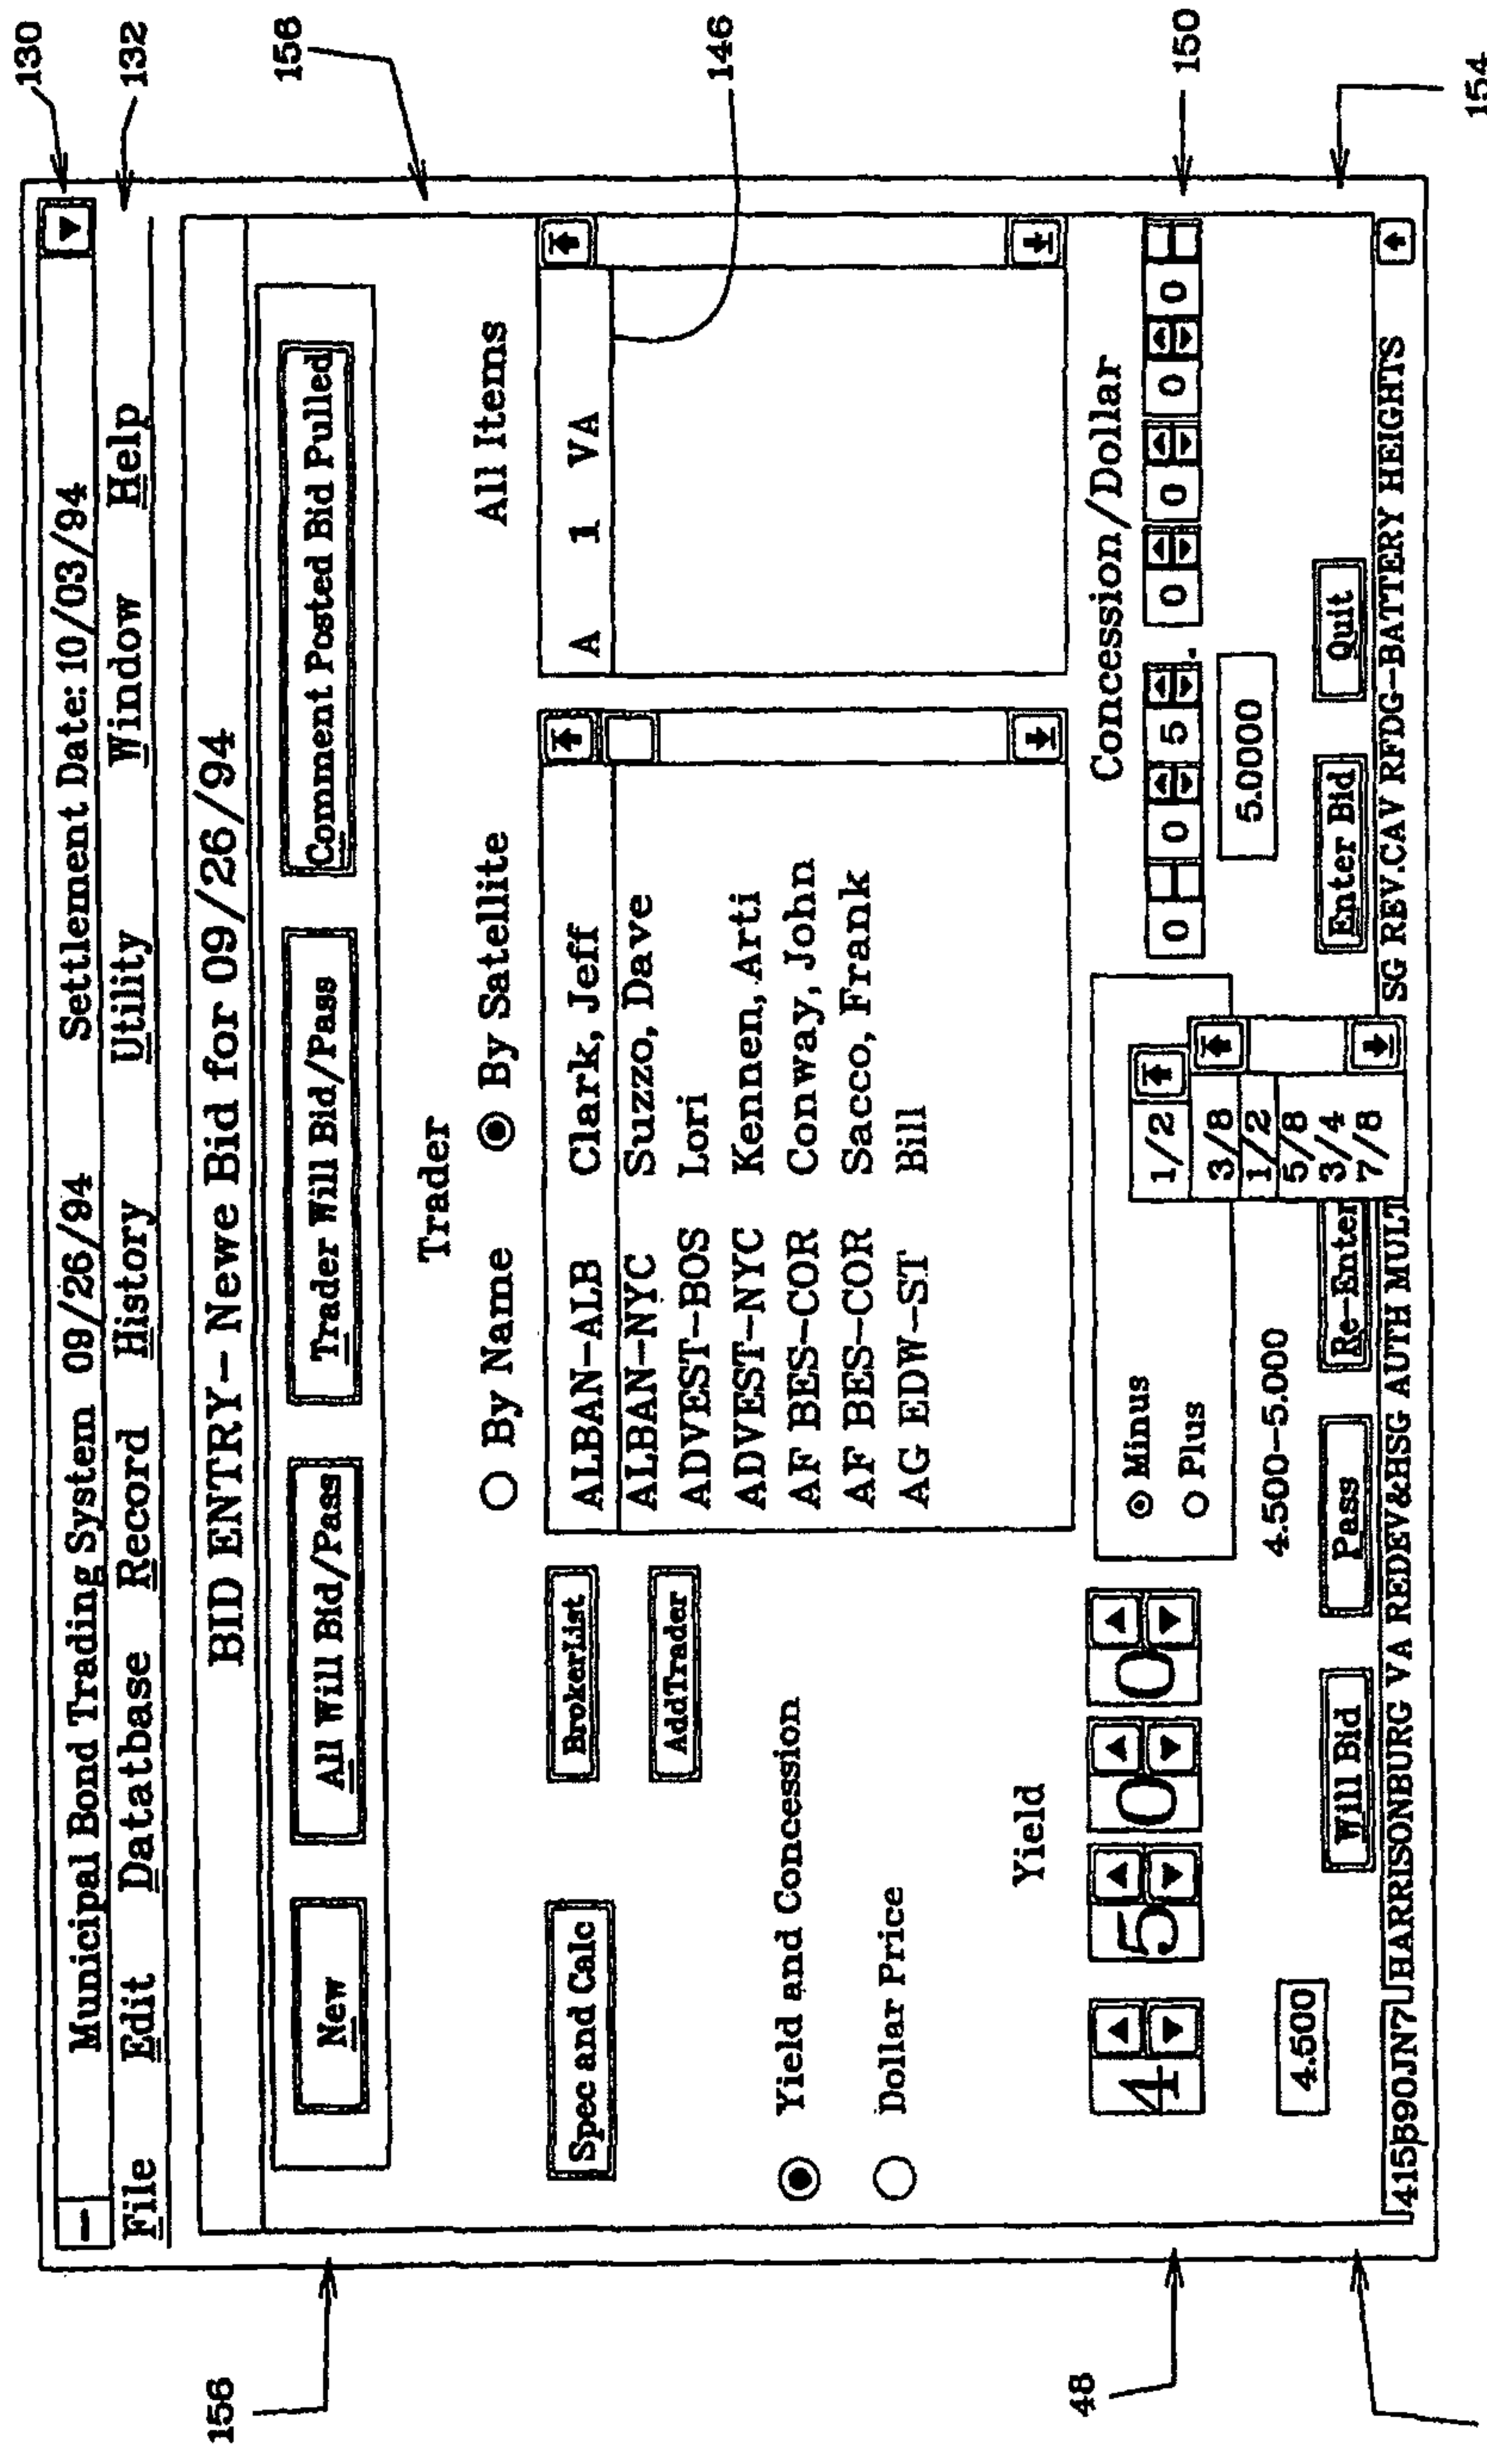 130
132
Municipal Bond Trading System 09/26/94 Settlement Date: 10/03/94
File Edit Datatbase Record History Utility Window Help
BID ENTRY- Newe Bid for 09/26/94
156
158
New All Will Bid/Pass Trader Will Bid/Pass Comment Posted Bid Pulled
Trader
Spec and Calc BrokerList By Name By Satellite All Items
AddTrader
ALBAN-ALB Clark, Jeff
ALBAN-NYC Suzzo, Dave
ADVEST-BOS Lori
ADVEST-NYC Kennen, Arti
AF BES-COR Conway, John
AF BES-COR Sacco, Frank
AG EDW-ST Bill
A 1 VA
146
Yield and Concession
Dollar Price
Yield
Concession/Dollar
48
4 5 0 0
Minus
Plus
1/2
3/8
1/2
5/8
3/4
7/8
0 0 5 . 0 0 0 0
150
4.500
4.500-5.000
5.0000
Will Bid Pass Re-Enter Enter Bid Quit
154
415B90JN7 HARRISONBURG VA REDEV&HSG AUTH MULT SG REV.CAV RFDG-BATTERY HEIGHTS